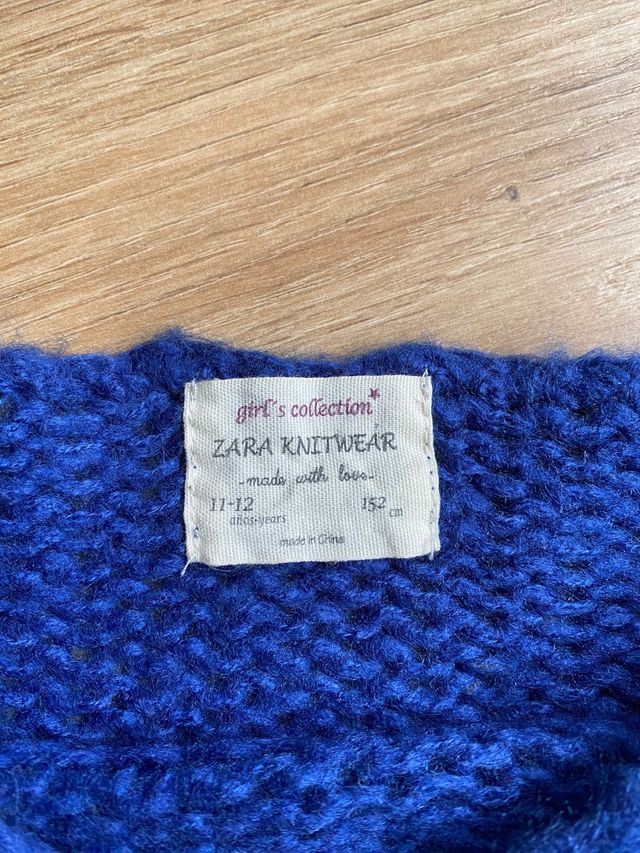 girl's collection*
ZARA KNITWEAR
-made with love-
11-12 152 cm
años-years
made in China